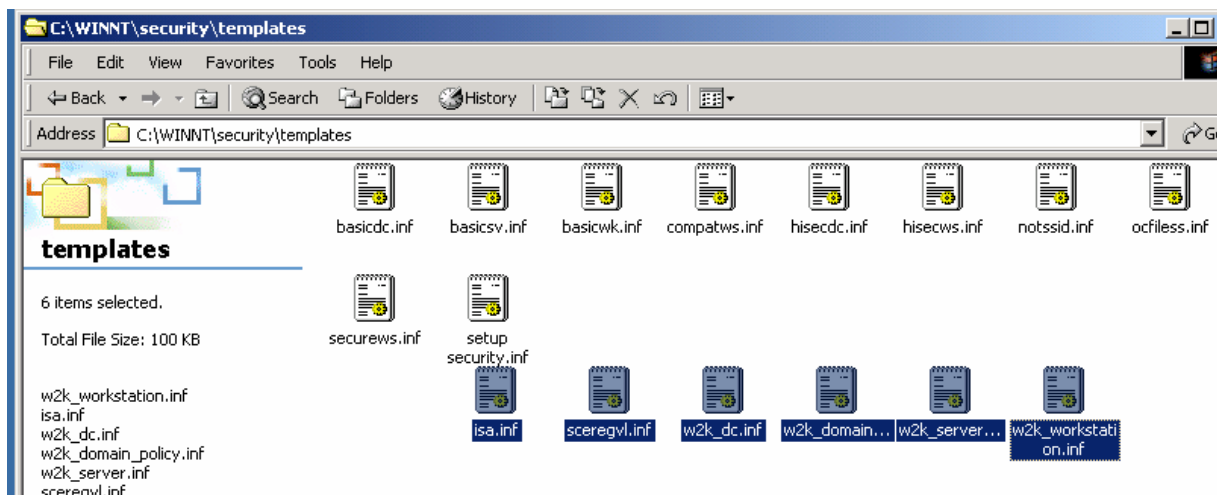 C:\WINNT\security\templates
File Edit View Favorites Tools Help
Back Search Folders History
Address C:\WINNT\security\templates Go
basicdc.inf basicsv.inf basicwk.inf compatws.inf hisecdc.inf hisecws.inf notssid.inf ocfiless.inf
templates
6 items selected.
Total File Size: 100 KB
securews.inf setup
security.inf
w2k_workstation.inf
isa.inf
w2k_dc.inf
w2k_domain_policy.inf
w2k_server.inf
sceregvl.inf
isa.inf sceregvl.inf w2k_dc.inf w2k_domain... w2k_server... w2k_workstati
on.inf